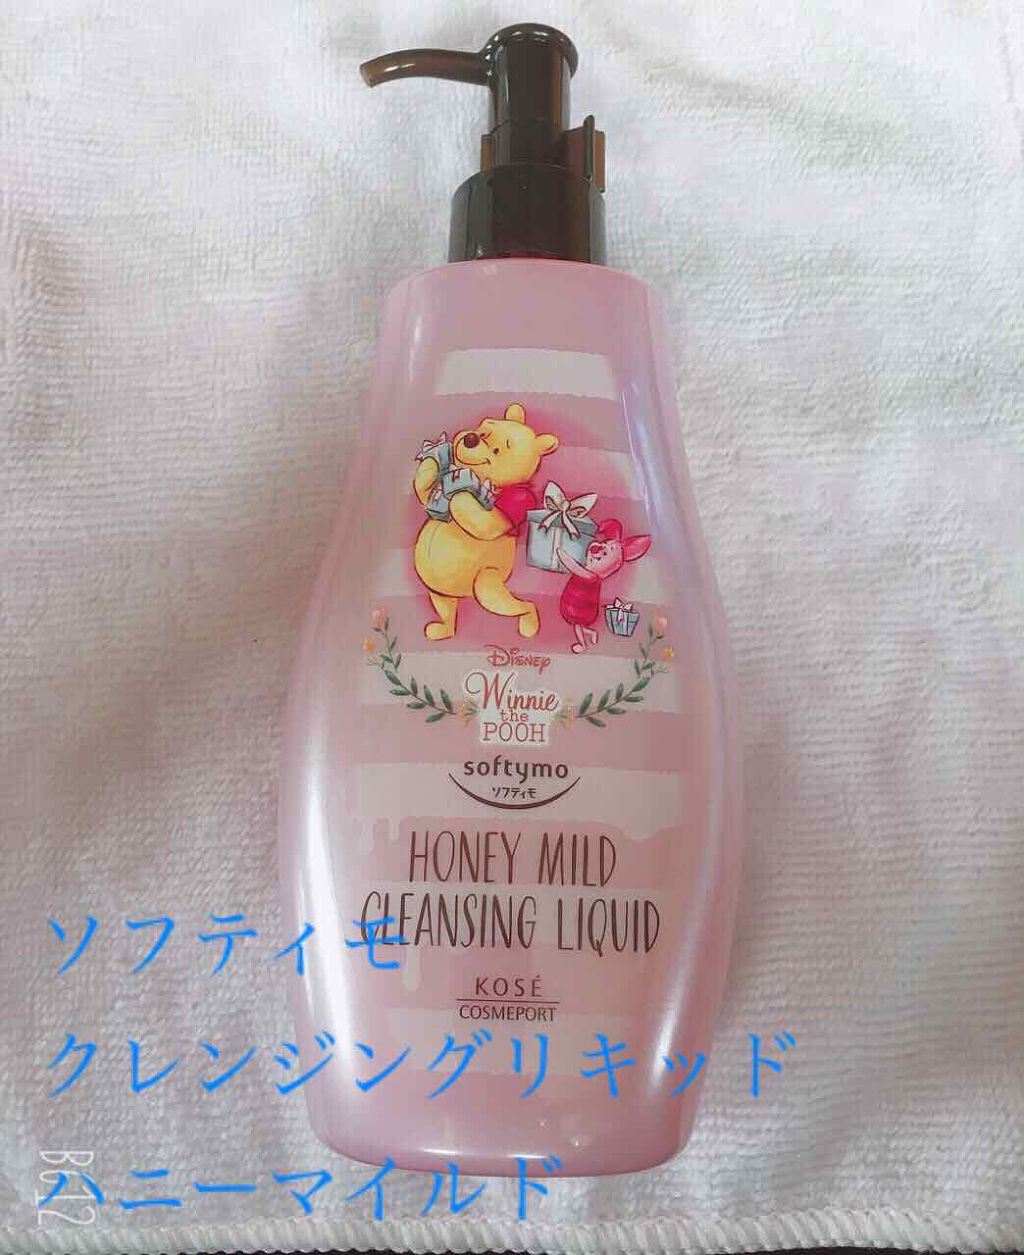 Disney
Winnie
the
POOH
softymo
ソフティモ
HONEY MILD
CLEANSING LIQUID
KOSÉ
COSMEPORT
ソフティモ
クレンジングリキッド
ハニーマイルド
B612